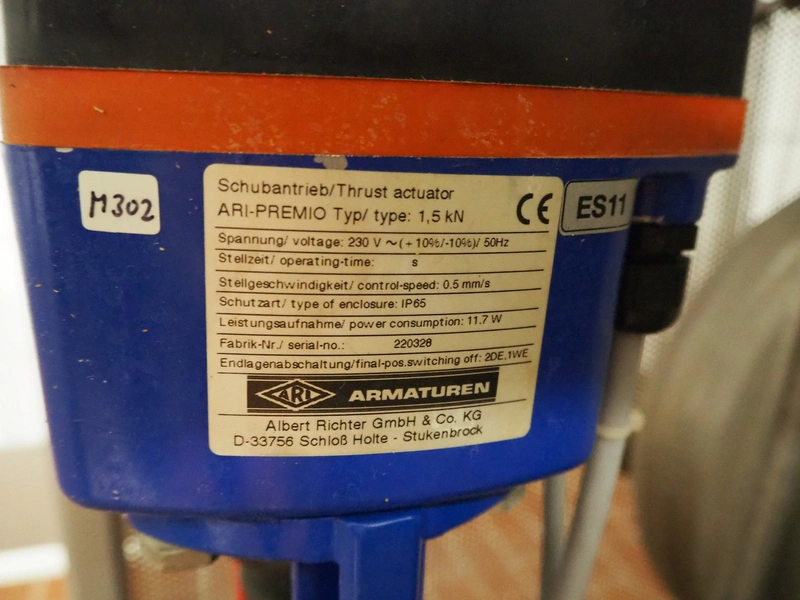 M302
Schubantrieb/Thrust actuator
ARI-PREMIO Typ/ type: 1,5 kN
CE
ES11
Spannung/ voltage: 230 V ~(+10%/-10%)/ 50Hz
Stellzeit/ operating-time: s
Stellgeschwindigkeit/ control-speed: 0.5 mm/s
Schutzart/ type of enclosure: IP65
Leistungsaufnahme/ power consumption: 11.7 W
Fabrik-Nr./ serial-no.: 220328
Endlagenabschaltung/final-pos.switching off: 2DE,1WE
ARI ARMATUREN
Albert Richter GmbH & Co. KG
D-33756 Schloß Holte - Stukenbrock